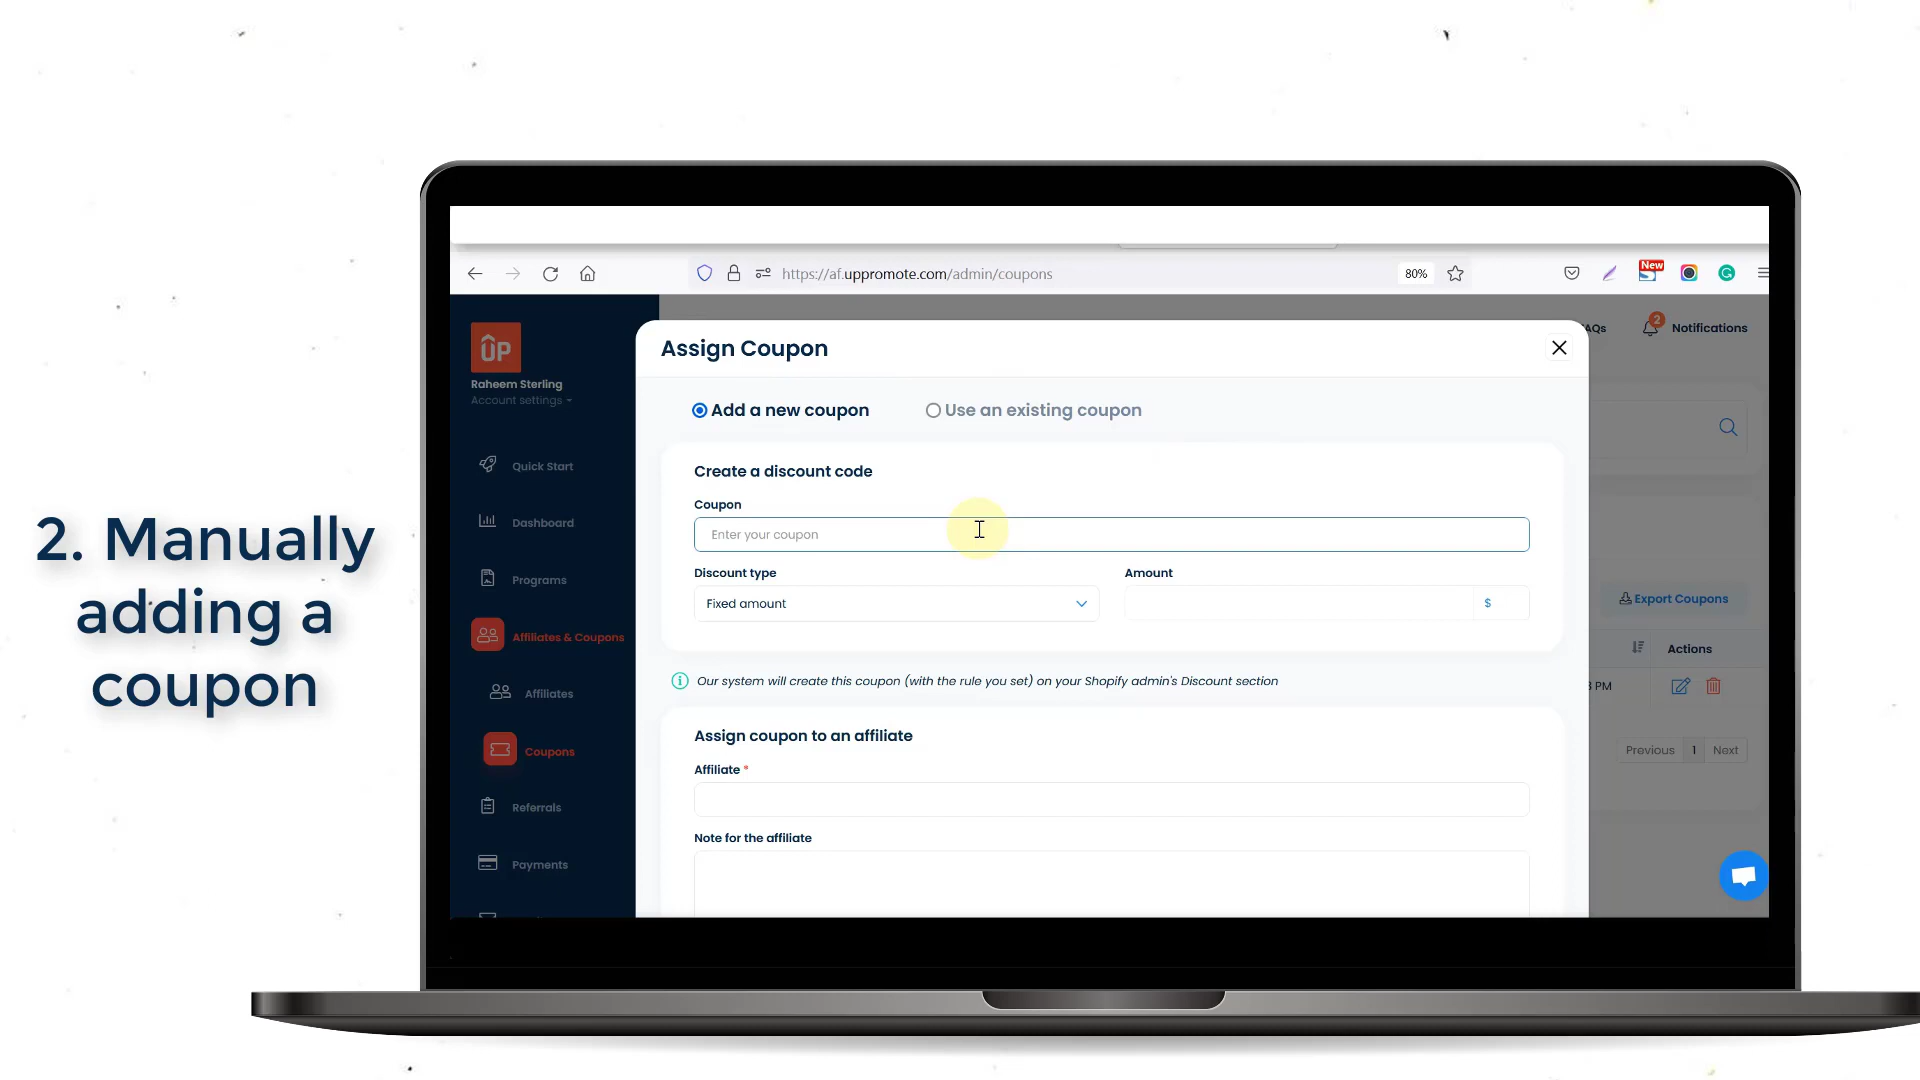 2. Manually
adding a
coupon
https://af.uppromote.com/admin/coupons
80%
New
UP
Raheem Sterling
Account settings
Quick Start
Dashboard
Programs
Affiliates & Coupons
Affiliates
Coupons
Referrals
Payments
AQs
2
Notifications
Assign Coupon
Add a new coupon
Use an existing coupon
Create a discount code
Coupon
Enter your coupon
Discount type
Amount
Fixed amount
$
Our system will create this coupon (with the rule you set) on your Shopify admin's Discount section
Assign coupon to an affiliate
Affiliate *
Note for the affiliate
Export Coupons
Actions
PM
Previous 1 Next